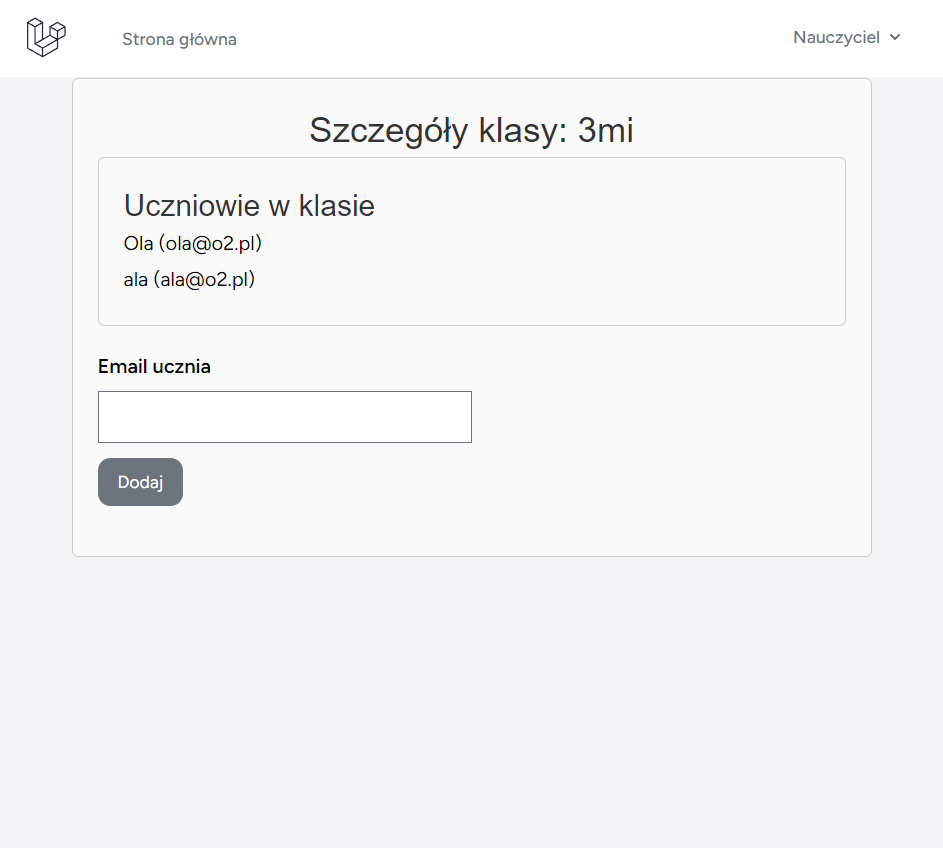 Strona główna
Nauczyciel
Szczegóły klasy: 3mi
Uczniowie w klasie
Ola (ola@o2.pl)
ala (ala@o2.pl)
Email ucznia
Dodaj